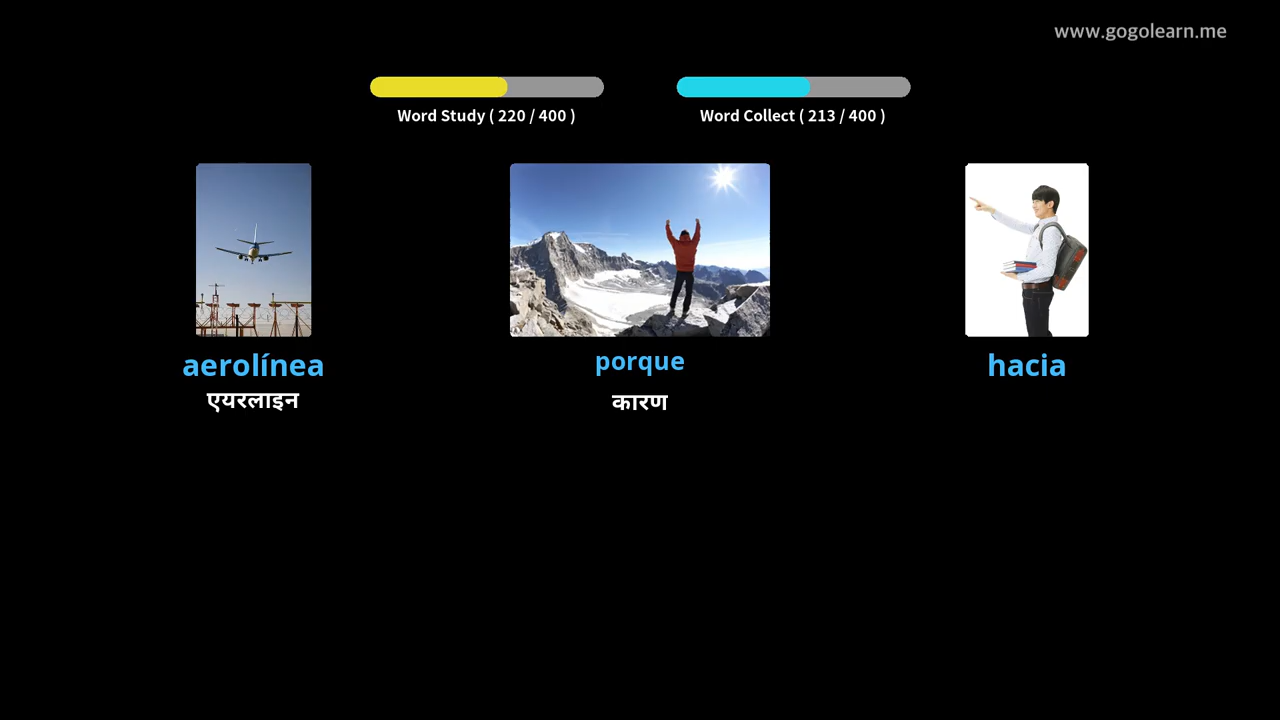 www.gogolearn.me
Word Study ( 220 / 400 )
Word Collect ( 213 / 400 )
aerolínea
एयरलाइन
porque
कारण
hacia